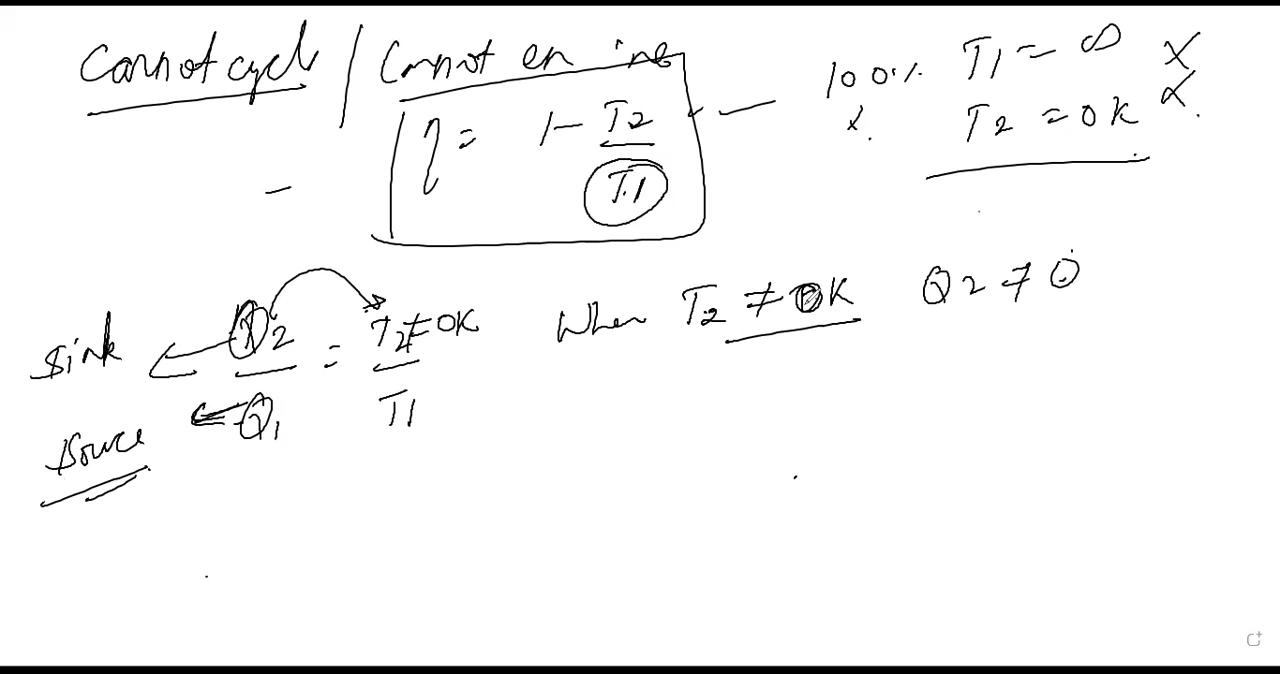 Carnot cycle / Carnot engine
η = 1 - T2 / T1
100% T1 = ∞ X
x. T2 = 0K X.
Sink ← Q2 / Q1 = T2 ≠ 0K / T1 When T2 ≠ 0K Q2 ≠ 0
Source